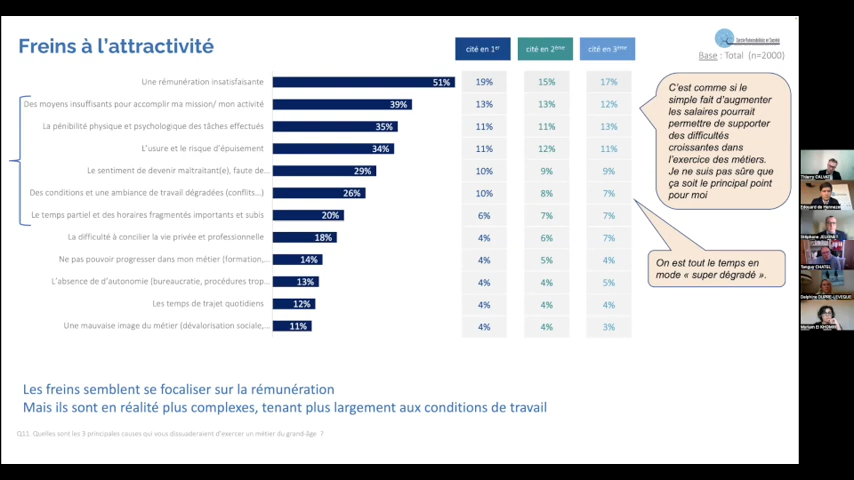 Freins à l'attractivité
cité en 1er
cité en 2ème
cité en 3ème
Base : Total (n=2000)
Une rémunération insatisfaisante 51% 19% 15% 17%
Des moyens insuffisants pour accomplir ma mission/ mon activité 39% 13% 13% 12%
La pénibilité physique et psychologique des tâches effectués 35% 11% 11% 13%
L'usure et le risque d'épuisement 34% 11% 12% 11%
Le sentiment de devenir maltraitant(e), faute de... 29% 10% 9% 9%
Des conditions et une ambiance de travail dégradées (conflits...) 26% 10% 8% 7%
Le temps partiel et des horaires fragmentés importants et subis 20% 6% 7% 7%
La difficulté à concilier la vie privée et professionnelle 18% 4% 6% 7%
Ne pas pouvoir progresser dans mon métier (formation,... 14% 4% 5% 4%
L'absence de d'autonomie (bureaucratie, procédures trop... 13% 4% 4% 5%
Les temps de trajet quotidiens 12% 4% 4% 4%
Une mauvaise image du métier (dévalorisation sociale,... 11% 4% 4% 3%
C'est comme si le
simple fait d'augmenter
les salaires pourrait
permettre de supporter
des difficultés
croissantes dans
l'exercice des métiers.
Je ne suis pas sûre que
ça soit le principal point
pour moi
On est tout le temps en
mode « super dégradé ».
Les freins semblent se focaliser sur la rémunération
Mais ils sont en réalité plus complexes, tenant plus largement aux conditions de travail
Q11. Quelles sont les 3 principales causes qui vous dissuaderaient d'exercer un métier du grand-âge ?
Tanguy CHATEL